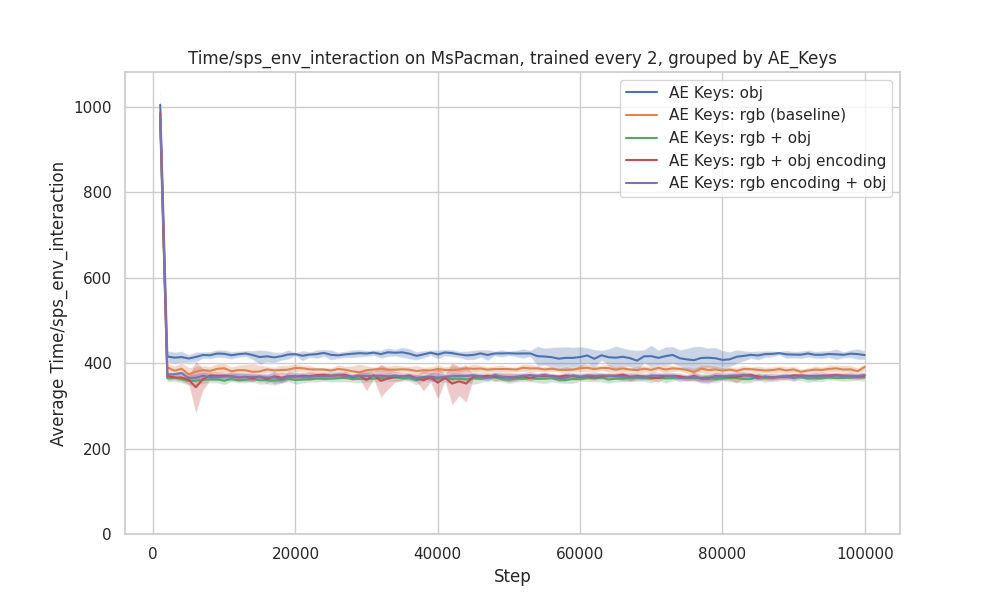 Time/sps_env_interaction on MsPacman, trained every 2, grouped by AE_Keys
AE Keys: obj
AE Keys: rgb (baseline)
AE Keys: rgb + obj
AE Keys: rgb + obj encoding
AE Keys: rgb encoding + obj
Average Time/sps_env_interaction
1000
800
600
400
200
0
0
20000
40000
60000
80000
100000
Step